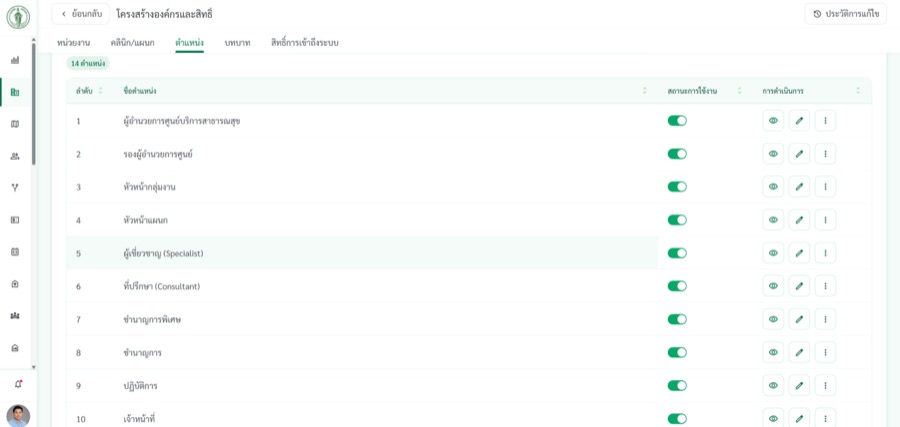 ย้อนกลับ โครงสร้างองค์กรและสิทธิ์ ประวัติการแก้ไข
หน่วยงาน คลินิก/แผนก ตำแหน่ง บทบาท สิทธิ์การเข้าถึงระบบ
14 ตำแหน่ง
ลำดับ ชื่อตำแหน่ง สถานะการใช้งาน การดำเนินการ
1 ผู้อำนวยการศูนย์บริการสาธารณสุข
2 รองผู้อำนวยการศูนย์
3 หัวหน้ากลุ่มงาน
4 หัวหน้าแผนก
5 ผู้เชี่ยวชาญ (Specialist)
6 ที่ปรึกษา (Consultant)
7 ชำนาญการพิเศษ
8 ชำนาญการ
9 ปฏิบัติการ
10 เจ้าหน้าที่